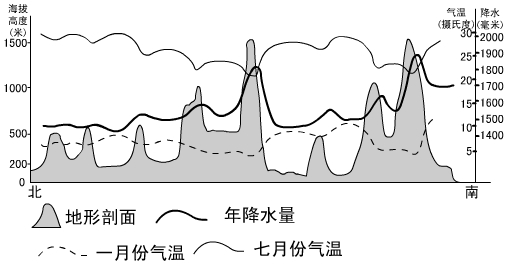 海拔
高度
(米)
1500
1000
500
200
0
气温
(摄氏度)
30
25
20
15
10
5
降水
(毫米)
2000
1900
1800
1700
1600
1500
1400
北
南
地形剖面
年降水量
一月份气温
七月份气温